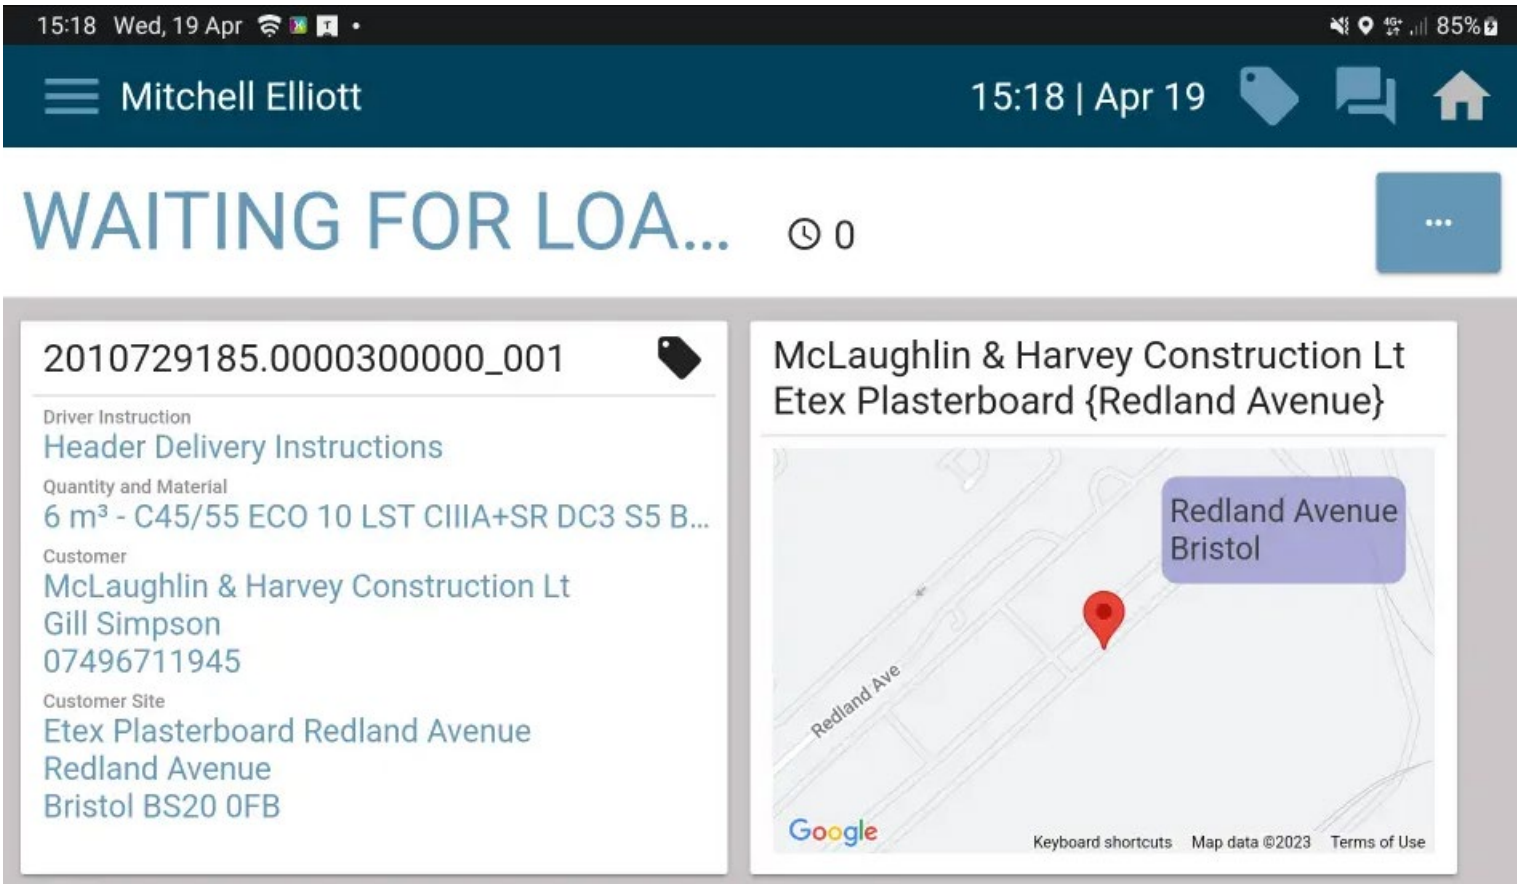 15:18 Wed, 19 Apr
4G+
85%
Mitchell Elliott
15:18 | Apr 19
WAITING FOR LOA...
0
...
2010729185.0000300000_001
Driver Instruction
Header Delivery Instructions
Quantity and Material
6 m³ - C45/55 ECO 10 LST CIIIA+SR DC3 S5 B...
Customer
McLaughlin & Harvey Construction Lt
Gill Simpson
07496711945
Customer Site
Etex Plasterboard Redland Avenue
Redland Avenue
Bristol BS20 0FB
McLaughlin & Harvey Construction Lt
Etex Plasterboard {Redland Avenue}
Redland Avenue
Bristol
Redland Ave
Google
Keyboard shortcuts
Map data ©2023
Terms of Use